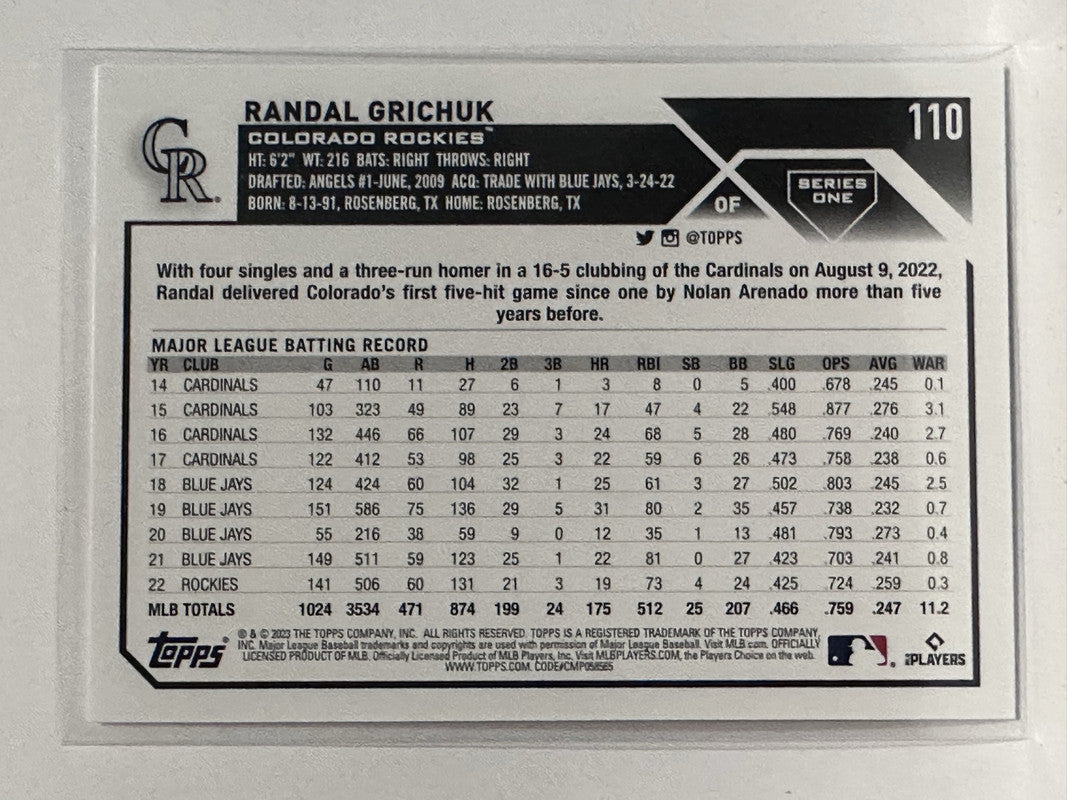 RANDAL GRICHUK
110
CR
COLORADO ROCKIES™
HT: 6'2" WT: 216 BATS: RIGHT THROWS: RIGHT
DRAFTED: ANGELS #1-JUNE, 2009 ACQ: TRADE WITH BLUE JAYS, 3-24-22
BORN: 8-13-91, ROSENBERG, TX HOME: ROSENBERG, TX
OF
SERIES
ONE
@TOPPS
With four singles and a three-run homer in a 16-5 clubbing of the Cardinals on August 9, 2022,
Randal delivered Colorado's first five-hit game since one by Nolan Arenado more than five
years before.
MAJOR LEAGUE BATTING RECORD
YR CLUB G AB R H 2B 3B HR RBI SB BB SLG OPS AVG WAR
14 CARDINALS 47 110 11 27 6 1 3 8 0 5 .400 .678 .245 0.1
15 CARDINALS 103 323 49 89 23 7 17 47 4 22 .548 .877 .276 3.1
16 CARDINALS 132 446 66 107 29 3 24 68 5 28 .480 .769 .240 2.7
17 CARDINALS 122 412 53 98 25 3 22 59 6 26 .473 .758 .238 0.6
18 BLUE JAYS 124 424 60 104 32 1 25 61 3 27 .502 .803 .245 2.5
19 BLUE JAYS 151 586 75 136 29 5 31 80 2 35 .457 .738 .232 0.7
20 BLUE JAYS 55 216 38 59 9 0 12 35 1 13 .481 .793 .273 0.4
21 BLUE JAYS 149 511 59 123 25 1 22 81 0 27 .423 .703 .241 0.8
22 ROCKIES 141 506 60 131 21 3 19 73 4 24 .425 .724 .259 0.3
MLB TOTALS 1024 3534 471 874 199 24 175 512 25 207 .466 .759 .247 11.2
Topps
® & © 2023 THE TOPPS COMPANY, INC. ALL RIGHTS RESERVED. TOPPS IS A REGISTERED TRADEMARK OF THE TOPPS COMPANY,
INC. Major League Baseball trademarks and copyrights are used with permission of Major League Baseball. Visit MLB.com. OFFICIALLY
LICENSED PRODUCT OF MLB. Officially Licensed Product of MLB Players, Inc. Visit MLBPLAYERS.COM, the Players Choice on the web.
WWW.TOPPS.COM.
PLAYERS